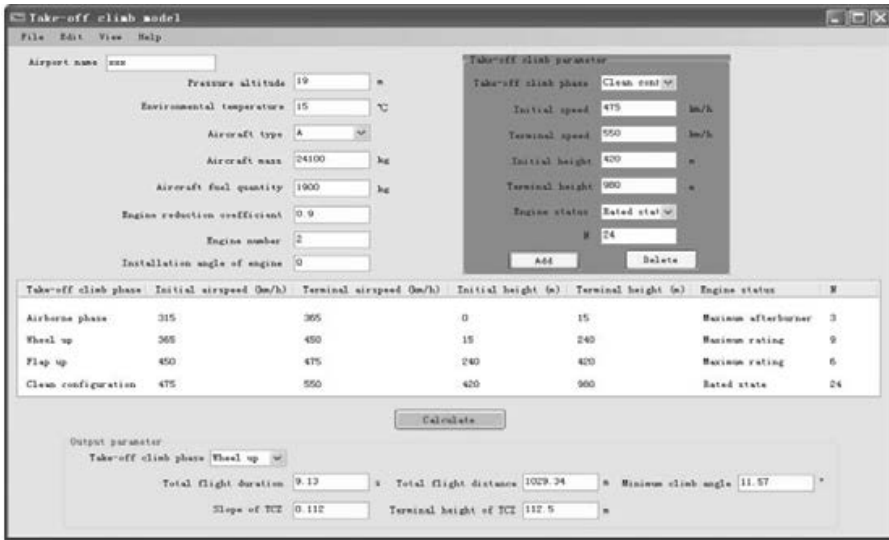 Take-off climb model
File Edit View Help
Airport name xxx
Pressure altitude 19 m
Environmental temperature 15 ℃
Aircraft type A
Aircraft mass 24100 kg
Aircraft fuel quantity 1900 kg
Engine reduction coefficient 0.9
Engine number 2
Installation angle of engine 0
Take-off climb parameter
Take-off climb phase Clean cont
Initial speed 475 km/h
Terminal speed 550 km/h
Initial height 420 m
Terminal height 980 m
Engine status Rated stat
N 24
Add Delete
Take-off climb phase Initial airspeed (km/h) Terminal airspeed (km/h) Initial height (m) Terminal height (m) Engine status N
Airborne phase 315 365 0 15 Maximum afterburner 3
Wheel up 365 450 15 240 Maximum rating 9
Flap up 450 475 240 420 Maximum rating 6
Clean configuration 475 550 420 980 Rated state 24
Calculate
Output parameter
Take-off climb phase Wheel up
Total flight duration 9.13 s Total flight distance 1029.34 m Minimum climb angle 11.57 °
Slope of TCZ 0.112 Terminal height of TCZ 112.5 m